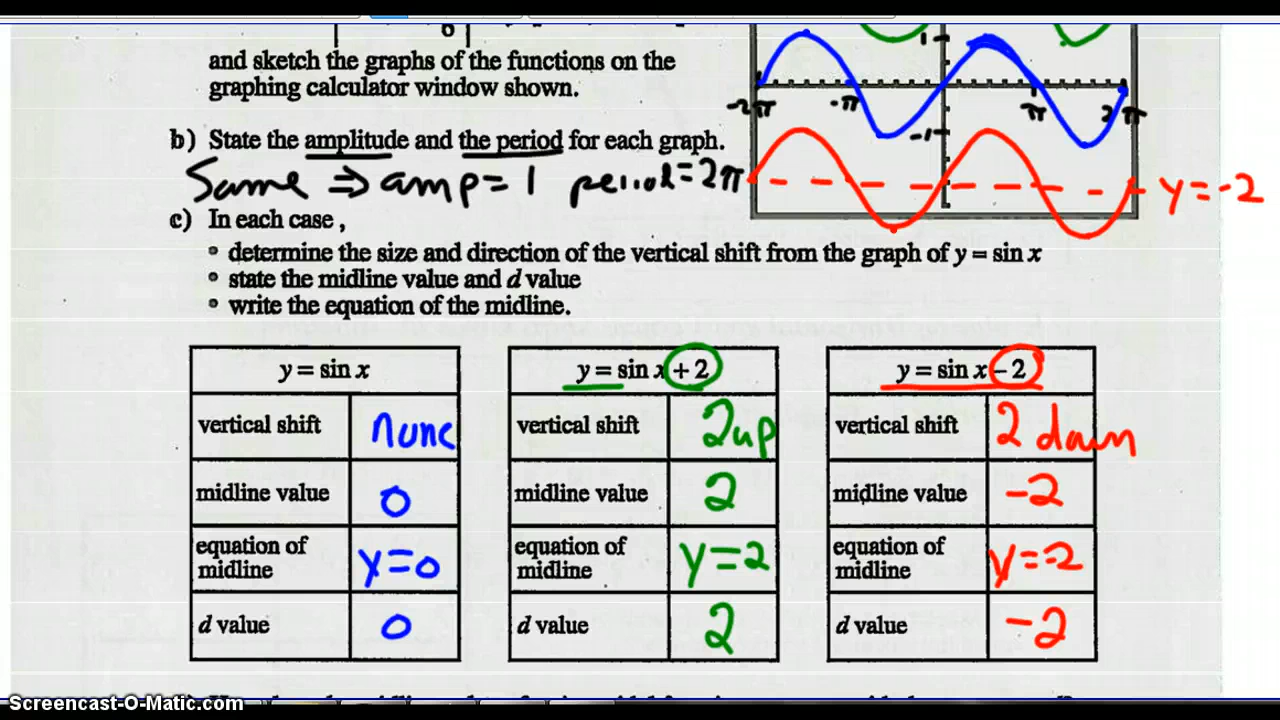 1
and sketch the graphs of the functions on the
graphing calculator window shown.
-2π -π π 2π
-1
b) State the amplitude and the period for each graph.
Same ⇒ amp = 1 period = 2π
y = -2
c) In each case ,
• determine the size and direction of the vertical shift from the graph of y = sin x
• state the midline value and d value
• write the equation of the midline.
y = sin x
vertical shift none
midline value 0
equation of midline y = 0
d value 0
y = sin x + 2
vertical shift 2 up
midline value 2
equation of midline y = 2
d value 2
y = sin x - 2
vertical shift 2 down
midline value -2
equation of midline y = -2
d value -2
Screencast-O-Matic.com